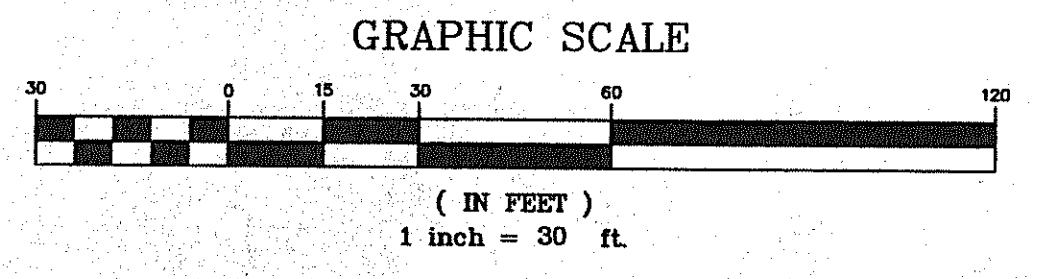 GRAPHIC SCALE
30 0 15 30 60 120
( IN FEET )
1 inch = 30 ft.